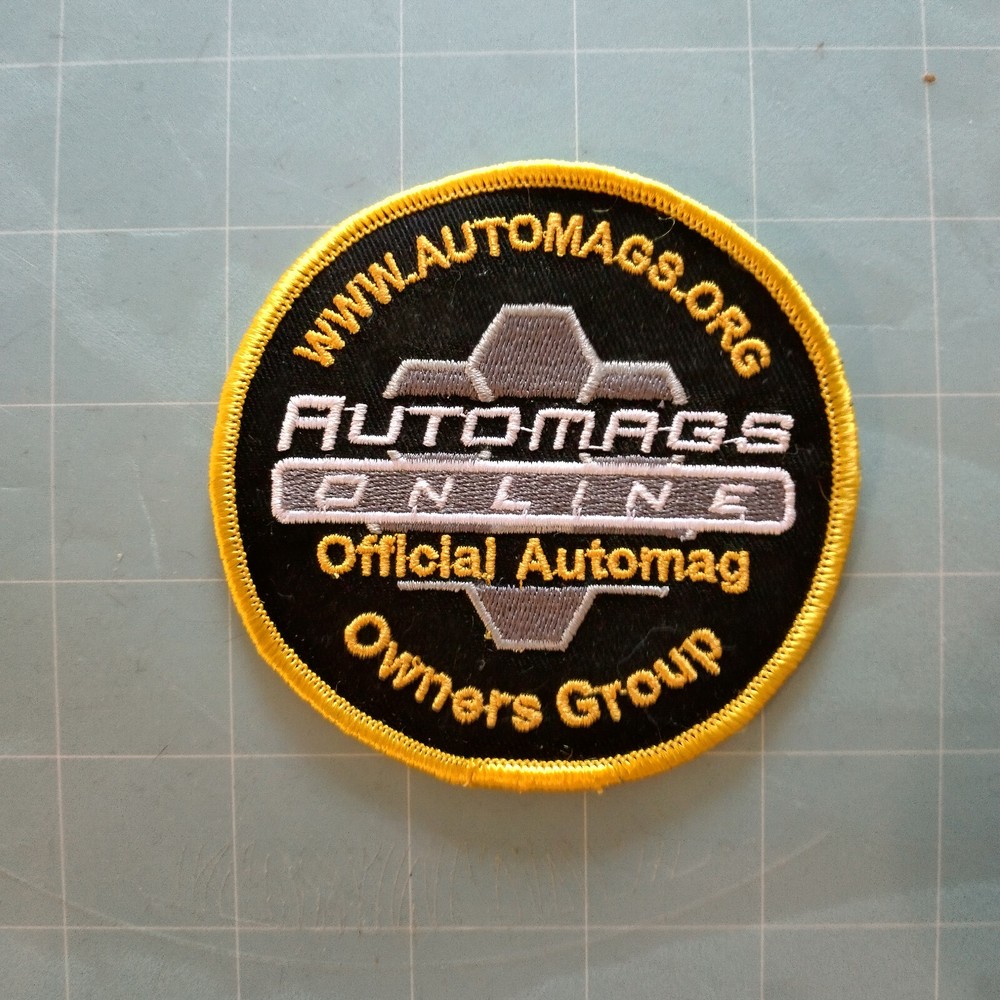 WWW.AUTOMAGS.ORG
AUTOMAGS
ONLINE
Official Automag
Owners Group